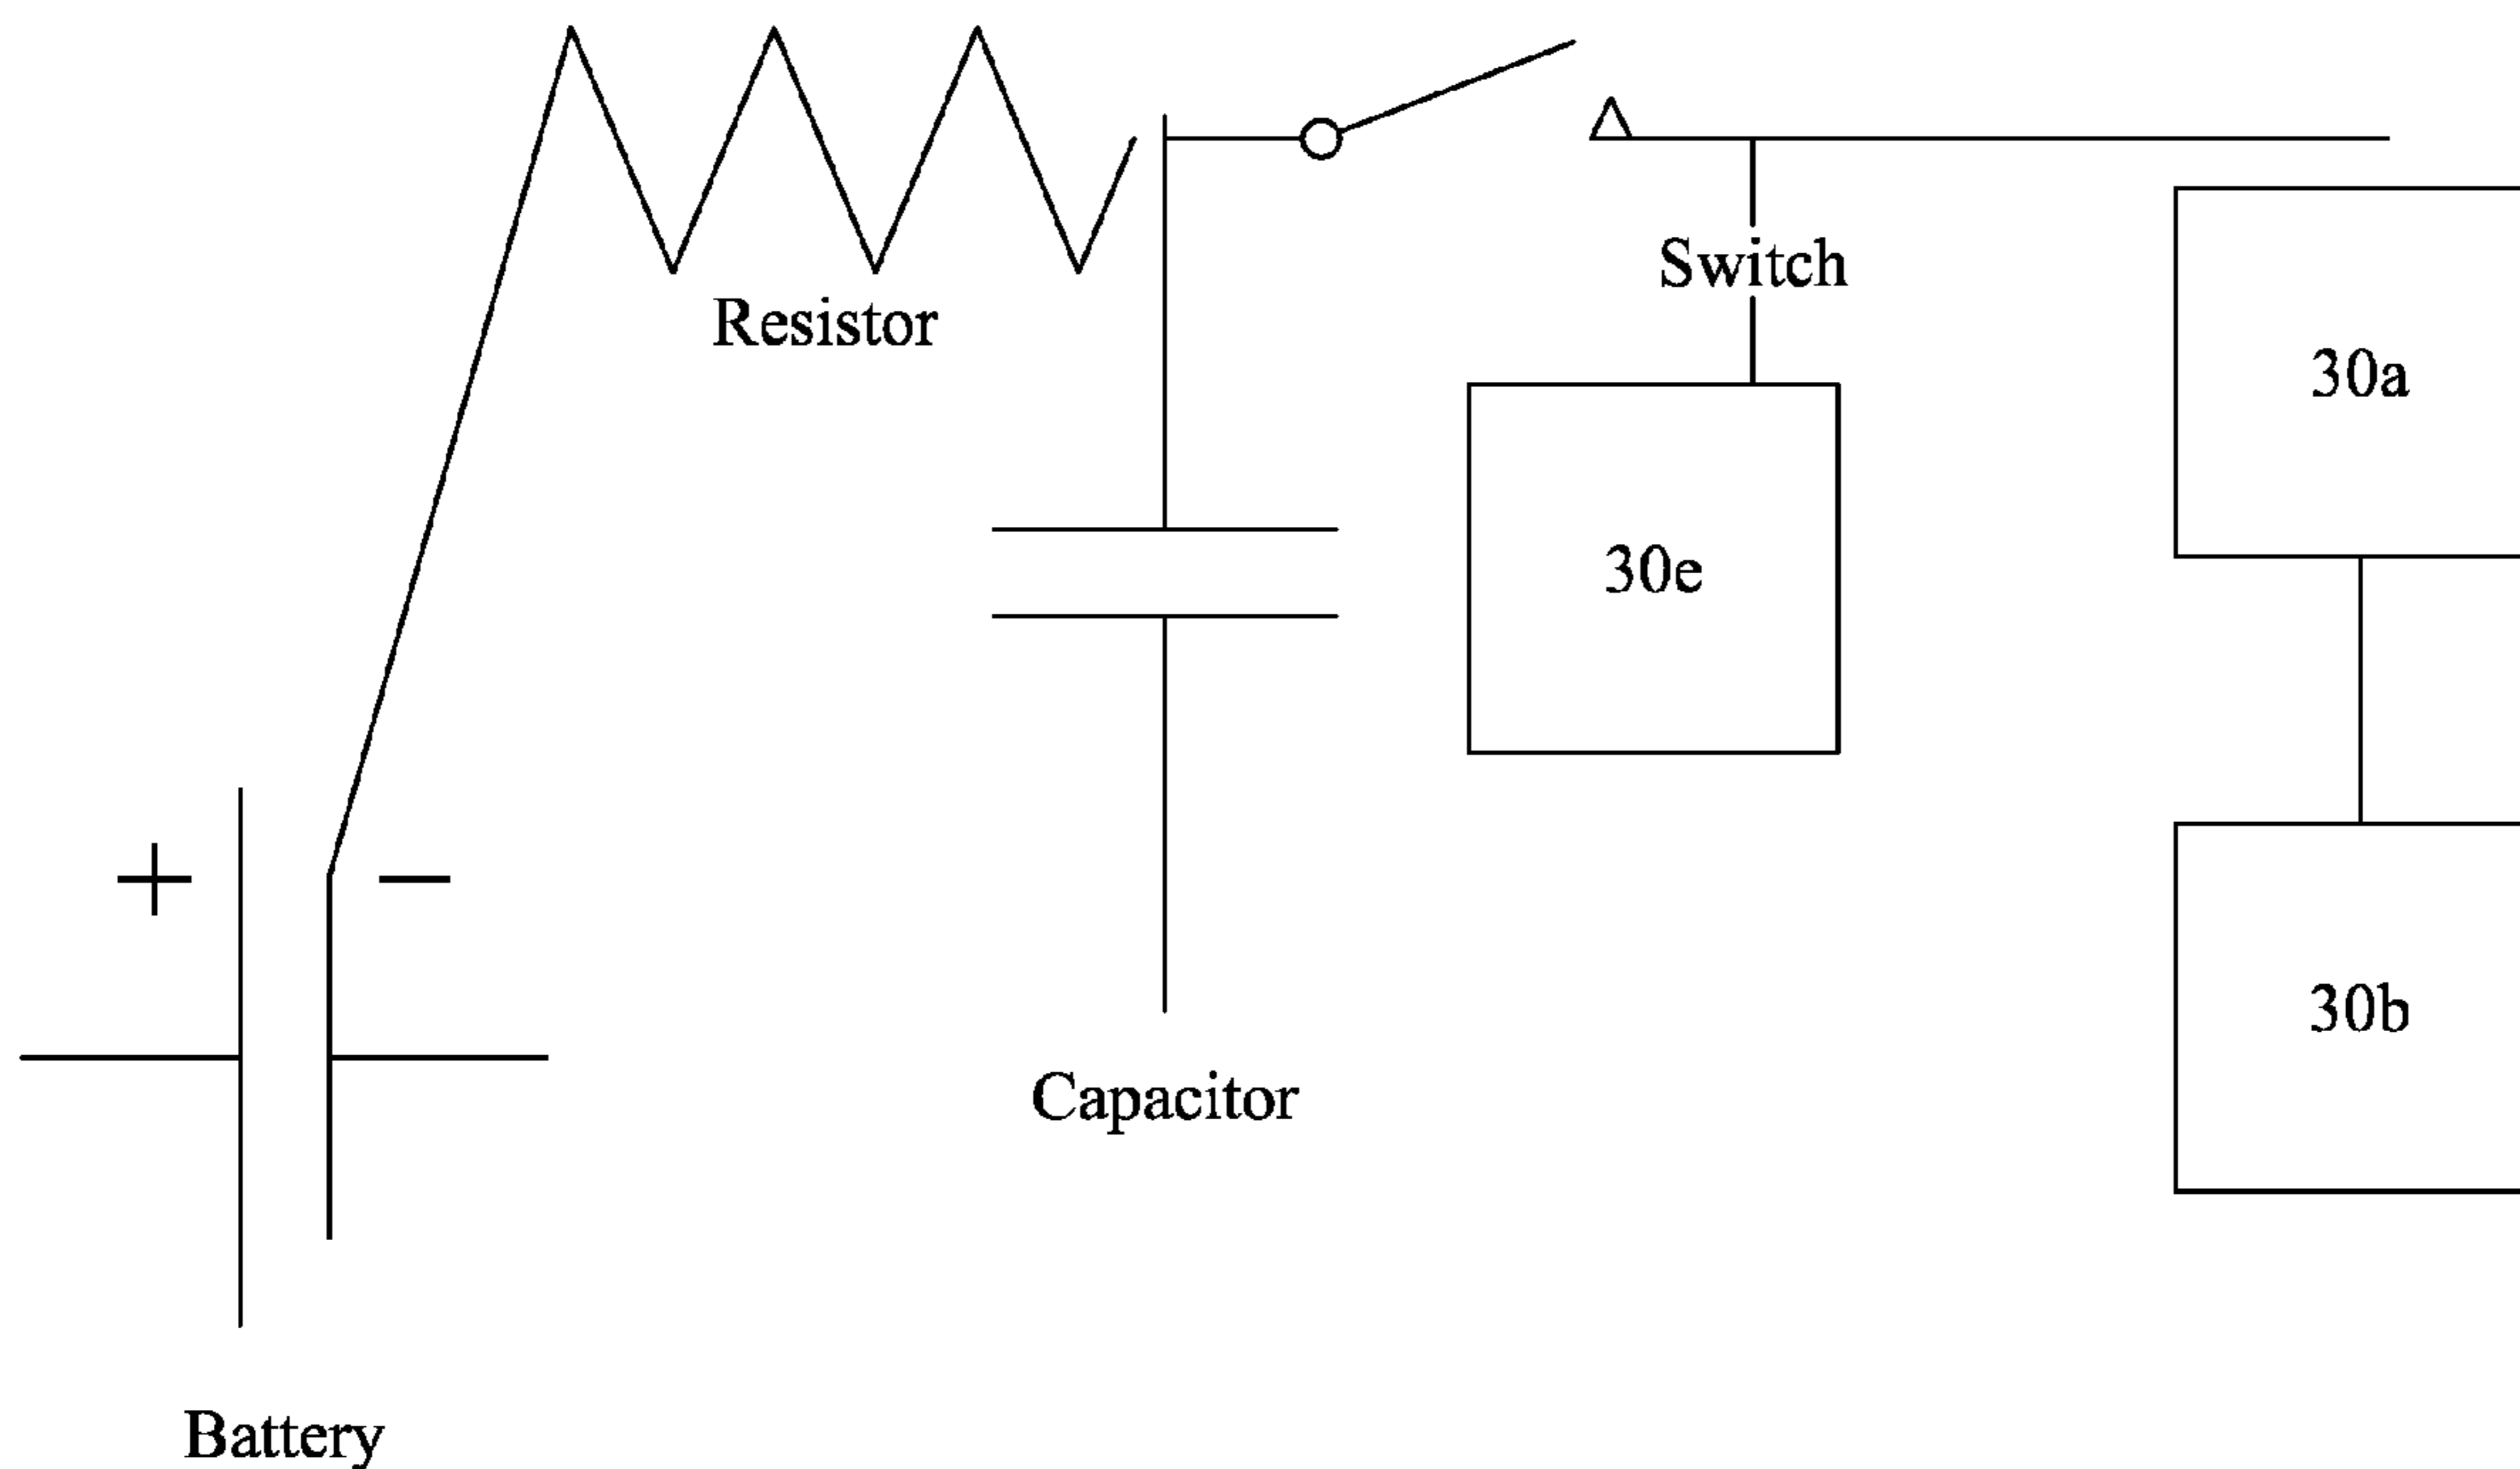 Switch
Resistor
30a
30e
+ −
30b
Capacitor
Battery